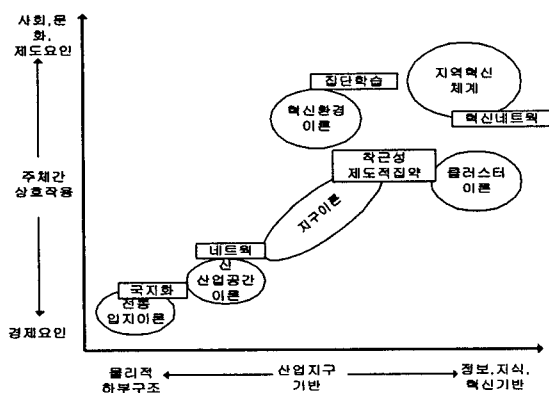 사회,문
화,
제도요인
집단학습
지역혁신
체계
혁신환경
이론
혁신네트웍
착근성
제도적집약
클러스터
이론
주체간
상호작용
지구이론
네트웍
신
산업공간
이론
국지화
전통
입지이론
경제요인
물리적
하부구조
산업지구
기반
정보,지식,
혁신기반